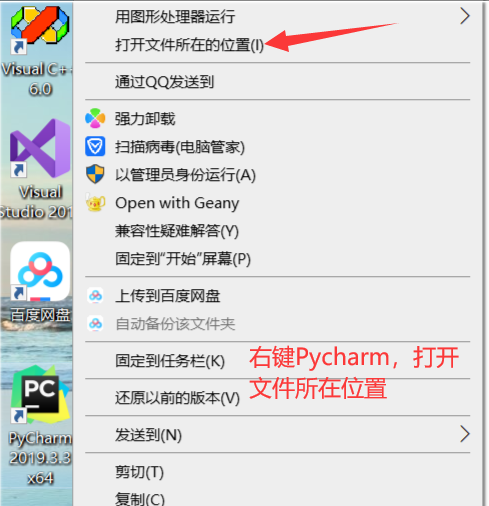 Visual C++
6.0
Visual
Studio 201
百度网盘
PC
PyCharm
2019.3.3
x64
用图形处理器运行
打开文件所在的位置(I)
通过QQ发送到
强力卸载
扫描病毒(电脑管家)
以管理员身份运行(A)
Open with Geany
兼容性疑难解答(Y)
固定到"开始"屏幕(P)
上传到百度网盘
自动备份该文件夹
固定到任务栏(K)
还原以前的版本(V)
发送到(N)
剪切(T)
复制(C)
右键Pycharm，打开
文件所在位置